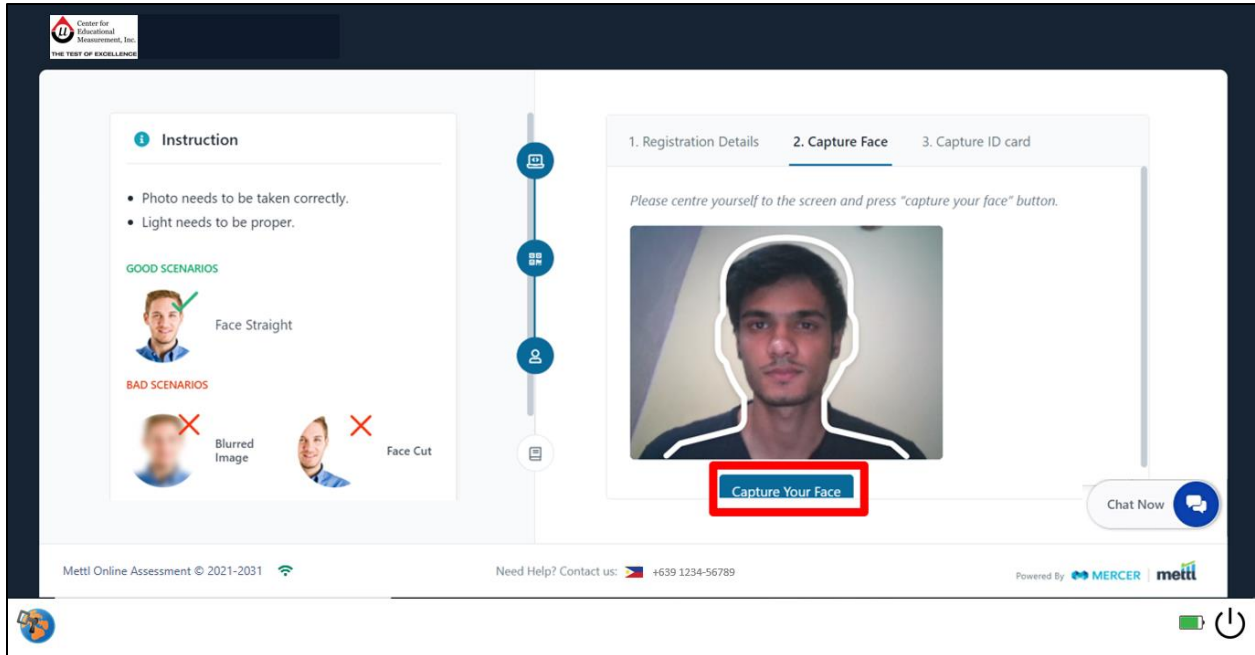 Center for
Educational
Measurement, Inc.
THE TEST OF EXCELLENCE
Instruction
• Photo needs to be taken correctly.
• Light needs to be proper.
GOOD SCENARIOS
Face Straight
BAD SCENARIOS
Blurred
Image
Face Cut
1. Registration Details 2. Capture Face 3. Capture ID card
Please centre yourself to the screen and press "capture your face" button.
Capture Your Face
Chat Now
Mettl Online Assessment © 2021-2031
Need Help? Contact us: +639 1234-56789
Powered By MERCER | mettl